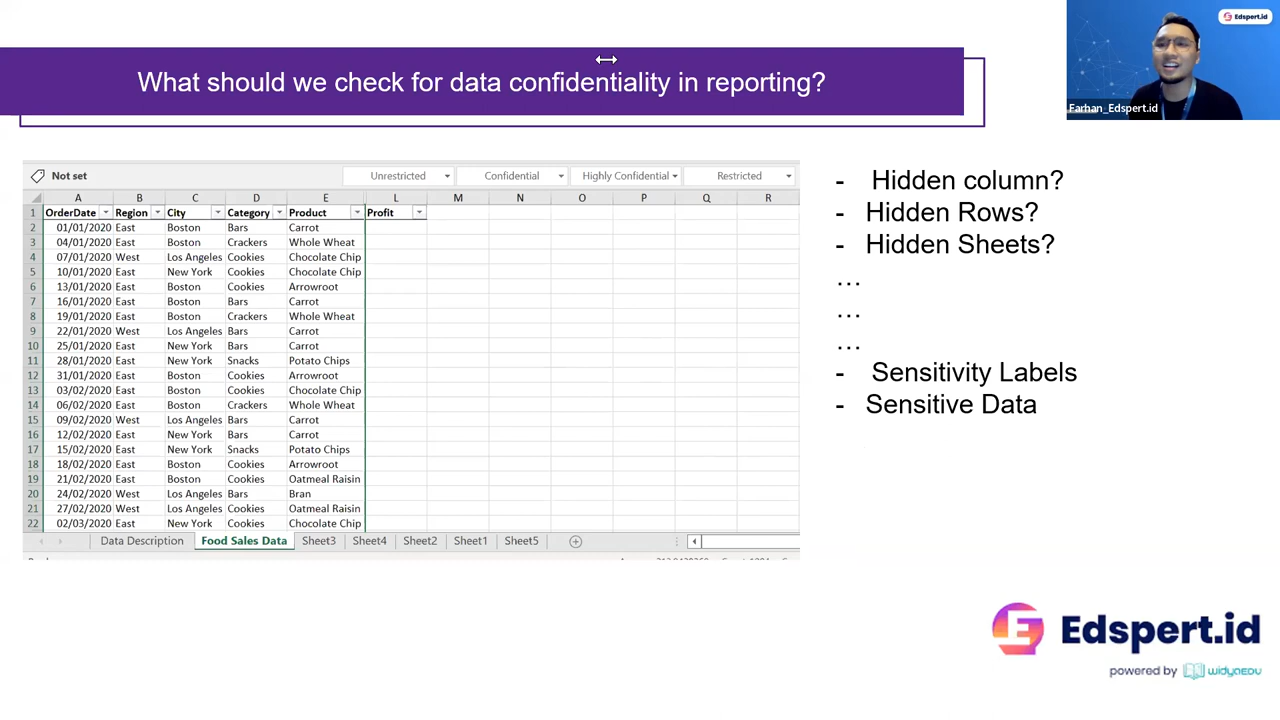 Edspert.id
What should we check for data confidentiality in reporting?
Farhan_Edspert.id
Not set Unrestricted Confidential Highly Confidential Restricted
A B C D E L M N O P Q R
1 OrderDate Region City Category Product Profit
2 01/01/2020 East Boston Bars Carrot
3 04/01/2020 East Boston Crackers Whole Wheat
4 07/01/2020 West Los Angeles Cookies Chocolate Chip
5 10/01/2020 East New York Cookies Chocolate Chip
6 13/01/2020 East Boston Cookies Arrowroot
7 16/01/2020 East Boston Bars Carrot
8 19/01/2020 East Boston Crackers Whole Wheat
9 22/01/2020 West Los Angeles Bars Carrot
10 25/01/2020 East New York Bars Carrot
11 28/01/2020 East New York Snacks Potato Chips
12 31/01/2020 East Boston Cookies Arrowroot
13 03/02/2020 East Boston Cookies Chocolate Chip
14 06/02/2020 East Boston Crackers Whole Wheat
15 09/02/2020 West Los Angeles Bars Carrot
16 12/02/2020 East New York Bars Carrot
17 15/02/2020 East New York Snacks Potato Chips
18 18/02/2020 East Boston Cookies Arrowroot
19 21/02/2020 East Boston Cookies Oatmeal Raisin
20 24/02/2020 West Los Angeles Bars Bran
21 27/02/2020 West Los Angeles Cookies Oatmeal Raisin
22 02/03/2020 East New York Cookies Chocolate Chip
Data Description Food Sales Data Sheet3 Sheet4 Sheet2 Sheet1 Sheet5
- Hidden column?
- Hidden Rows?
- Hidden Sheets?
…
…
…
- Sensitivity Labels
- Sensitive Data
Edspert.id
powered by WIDYAEDU